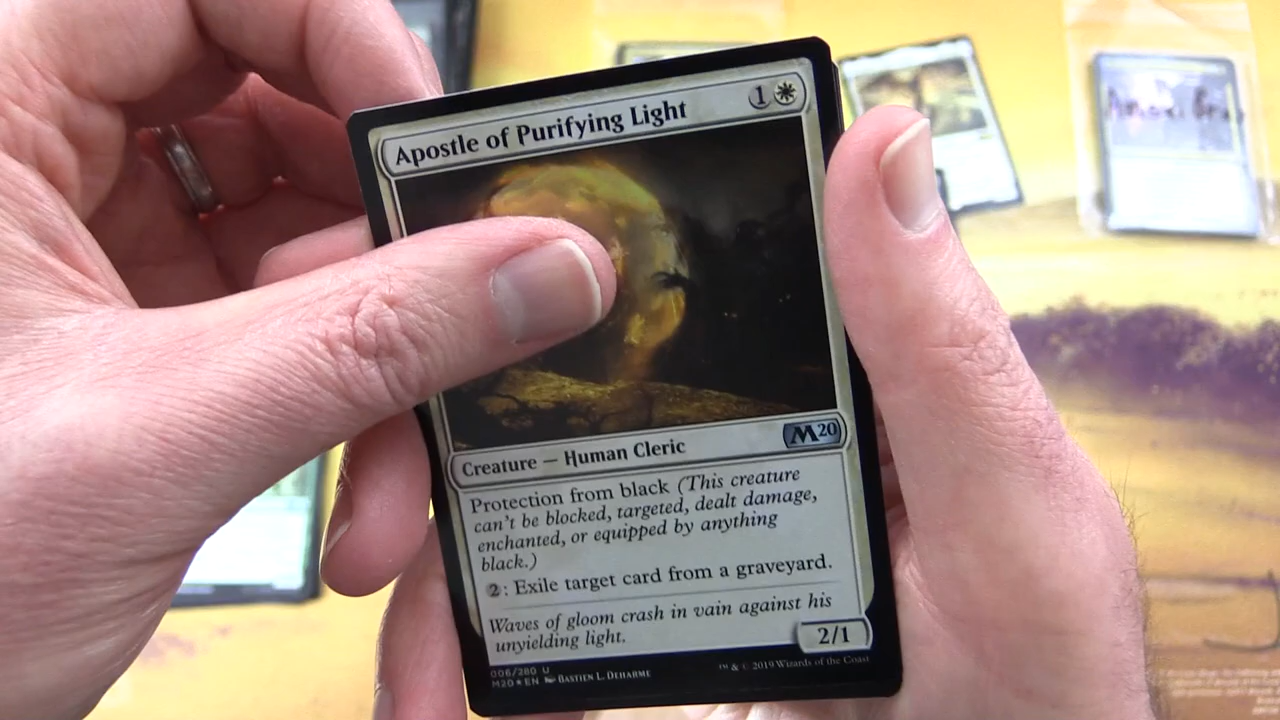 Apostle of Purifying Light 1
M20
Creature — Human Cleric
Protection from black (This creature
can't be blocked, targeted, dealt damage,
enchanted, or equipped by anything
black.)
2: Exile target card from a graveyard.
Waves of gloom crash in vain against his
unyielding light.
2/1
006/280 U
M20 ★ EN Bastien L. Deharme
™ & © 2019 Wizards of the Coast